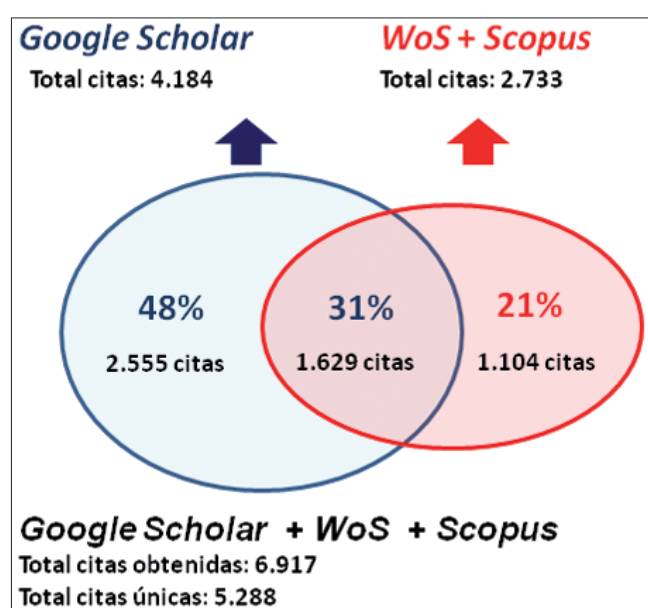 Google Scholar
Total citas: 4.184
WoS + Scopus
Total citas: 2.733
48%
2.555 citas
31%
1.629 citas
21%
1.104 citas
Google Scholar + WoS + Scopus
Total citas obtenidas: 6.917
Total citas únicas: 5.288